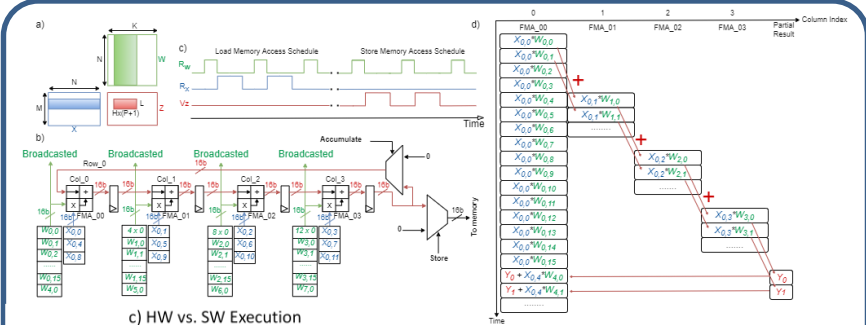 a)
K
N
W
N
M
X
L
Hx(P+1)
Z
c)
Load Memory Access Schedule
Store Memory Access Schedule
Rw
Rx
Vz
Time
b)
Accumulate
Broadcasted Broadcasted Broadcasted Broadcasted
Row_0
16b
0
Col_0 Col_1 Col_2 Col_3
16b 16b 16b 16b 16b 16b 16b 16b
+ + + +
x x x x
16b 16b 16b 16b
16b 16b 16b 16b
FMA_00 FMA_01 FMA_02 FMA_03
0
16b
To memory
Store
W0,0 X0,0 4 x 0 X0,1 8 x 0 X0,2 12 x 0 X0,3
W0,1 X0,4 W1,0 X0,5 W2,0 X0,6 W3,0 X0,7
W0,2 X0,8 W1,1 X0,9 W2,1 X0,10 W3,1 X0,11
........ ........ ........ ........
W0,15 W1,15 W2,15 W3,15
W4,0 W5,0 W6,0 W7,0
c) HW vs. SW Execution
d)
0 1 2 3
Column Index
FMA_00 FMA_01 FMA_02 FMA_03 Partial
Result
X0,0*W0,0
X0,0*W0,1
X0,0*W0,2
X0,0*W0,3
+
X0,0*W0,4 X0,1*W1,0
X0,0*W0,5 X0,1*W1,1
X0,0*W0,6 ........
X0,0*W0,7
+
X0,0*W0,8 X0,2*W2,0
X0,0*W0,9 X0,2*W2,1
X0,0*W0,10 ........
X0,0*W0,11
+
X0,0*W0,12 X0,3*W3,0
X0,0*W0,13 X0,3*W3,1
X0,0*W0,14 ........
X0,0*W0,15
Y0 + X0,4*W4,0 Y0
Y1 + X0,4*W4,1 Y1
........
Time